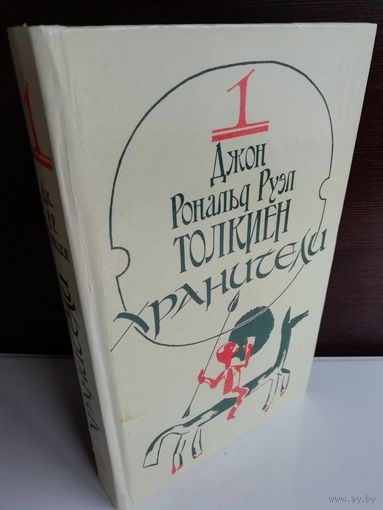 1
Джон
Рональд Руэл
ТОЛКИЕН
ХРАНИТЕЛИ
1
www.ay.by